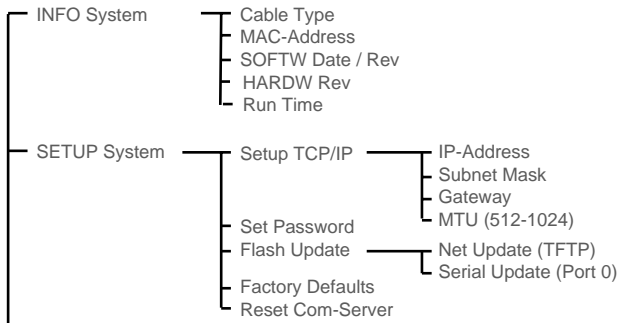 INFO System
Cable Type
MAC-Address
SOFTW Date / Rev
HARDW Rev
Run Time
SETUP System
Setup TCP/IP
IP-Address
Subnet Mask
Gateway
MTU (512-1024)
Set Password
Flash Update
Net Update (TFTP)
Serial Update (Port 0)
Factory Defaults
Reset Com-Server